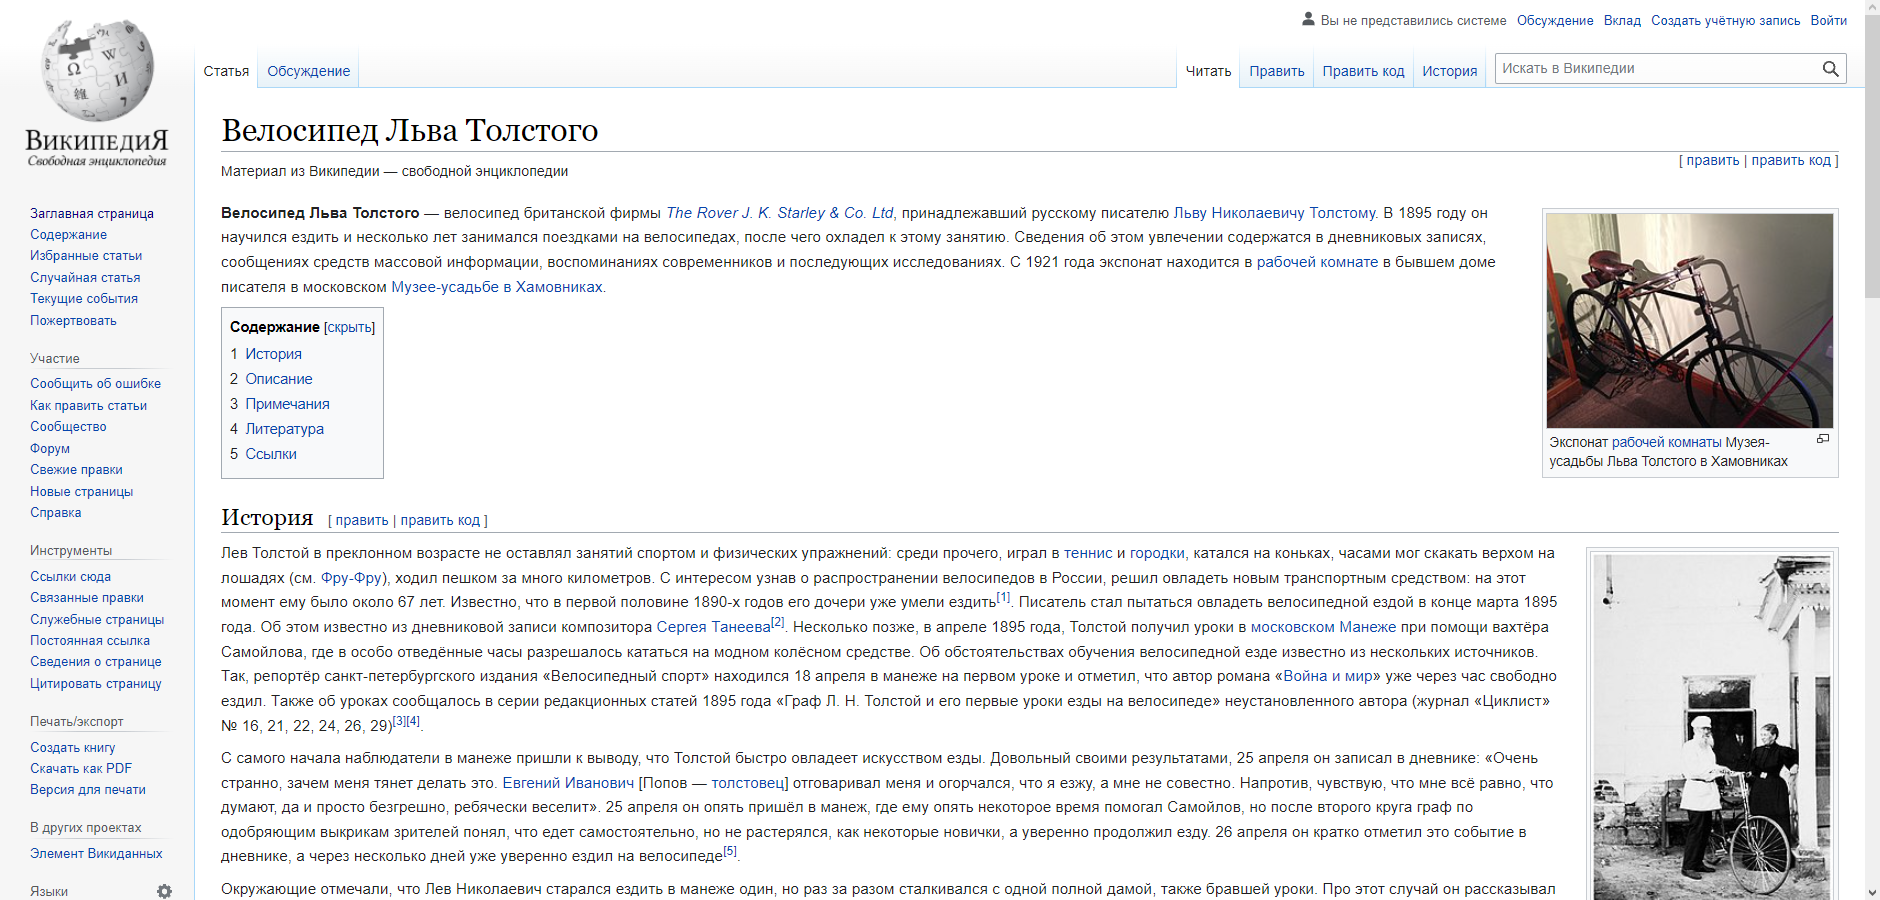 Вы не представились системе Обсуждение Вклад Создать учётную запись Войти
Статья Обсуждение Читать Править Править код История Искать в Википедии
ВикипедиЯ
Свободная энциклопедия
Заглавная страница
Содержание
Избранные статьи
Случайная статья
Текущие события
Пожертвовать
Участие
Сообщить об ошибке
Как править статьи
Сообщество
Форум
Свежие правки
Новые страницы
Справка
Инструменты
Ссылки сюда
Связанные правки
Служебные страницы
Постоянная ссылка
Сведения о странице
Цитировать страницу
Печать/экспорт
Создать книгу
Скачать как PDF
Версия для печати
В других проектах
Элемент Викиданных
Языки
Велосипед Льва Толстого
[ править | править код ]
Материал из Википедии — свободной энциклопедии
Велосипед Льва Толстого — велосипед британской фирмы The Rover J. K. Starley & Co. Ltd, принадлежавший русскому писателю Льву Николаевичу Толстому. В 1895 году он
научился ездить и несколько лет занимался поездками на велосипедах, после чего охладел к этому занятию. Сведения об этом увлечении содержатся в дневниковых записях,
сообщениях средств массовой информации, воспоминаниях современников и последующих исследованиях. С 1921 года экспонат находится в рабочей комнате в бывшем доме
писателя в московском Музее-усадьбе в Хамовниках.
Экспонат рабочей комнаты Музея-
усадьбы Льва Толстого в Хамовниках
Содержание [скрыть]
1 История
2 Описание
3 Примечания
4 Литература
5 Ссылки
История [ править | править код ]
Лев Толстой в преклонном возрасте не оставлял занятий спортом и физических упражнений: среди прочего, играл в теннис и городки, катался на коньках, часами мог скакать верхом на
лошадях (см. Фру-Фру), ходил пешком за много километров. С интересом узнав о распространении велосипедов в России, решил овладеть новым транспортным средством: на этот
момент ему было около 67 лет. Известно, что в первой половине 1890-х годов его дочери уже умели ездить[1]. Писатель стал пытаться овладеть велосипедной ездой в конце марта 1895
года. Об этом известно из дневниковой записи композитора Сергея Танеева[2]. Несколько позже, в апреле 1895 года, Толстой получил уроки в московском Манеже при помощи вахтёра
Самойлова, где в особо отведённые часы разрешалось кататься на модном колёсном средстве. Об обстоятельствах обучения велосипедной езде известно из нескольких источников.
Так, репортёр санкт-петербургского издания «Велосипедный спорт» находился 18 апреля в манеже на первом уроке и отметил, что автор романа «Война и мир» уже через час свободно
ездил. Также об уроках сообщалось в серии редакционных статей 1895 года «Граф Л. Н. Толстой и его первые уроки езды на велосипеде» неустановленного автора (журнал «Циклист»
№ 16, 21, 22, 24, 26, 29)[3][4].
С самого начала наблюдатели в манеже пришли к выводу, что Толстой быстро овладеет искусством езды. Довольный своими результатами, 25 апреля он записал в дневнике: «Очень
странно, зачем меня тянет делать это. Евгений Иванович [Попов — толстовец] отговаривал меня и огорчался, что я езжу, а мне не совестно. Напротив, чувствую, что мне всё равно, что
думают, да и просто безгрешно, ребячески веселит». 25 апреля он опять пришёл в манеж, где ему опять некоторое время помогал Самойлов, но после второго круга граф по
одобряющим выкрикам зрителей понял, что едет самостоятельно, но не растерялся, как некоторые новички, а уверенно продолжил езду. 26 апреля он кратко отметил это событие в
дневнике, а через несколько дней уже уверенно ездил на велосипеде[5].
Окружающие отмечали, что Лев Николаевич старался ездить в манеже один, но раз за разом сталкивался с одной полной дамой, также бравшей уроки. Про этот случай он рассказывал